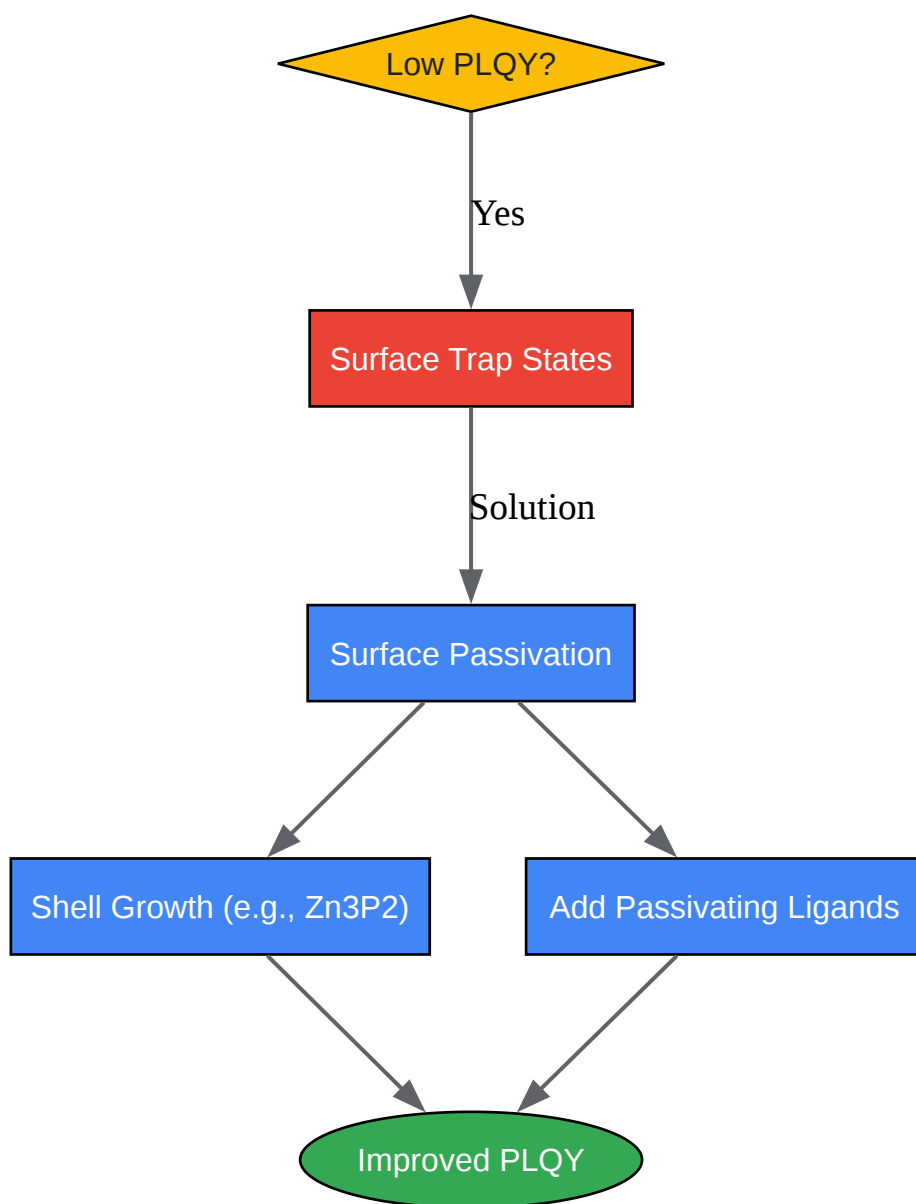 Low PLQY?
Yes
Surface Trap States
Solution
Surface Passivation
Shell Growth (e.g., Zn3P2)
Add Passivating Ligands
Improved PLQY